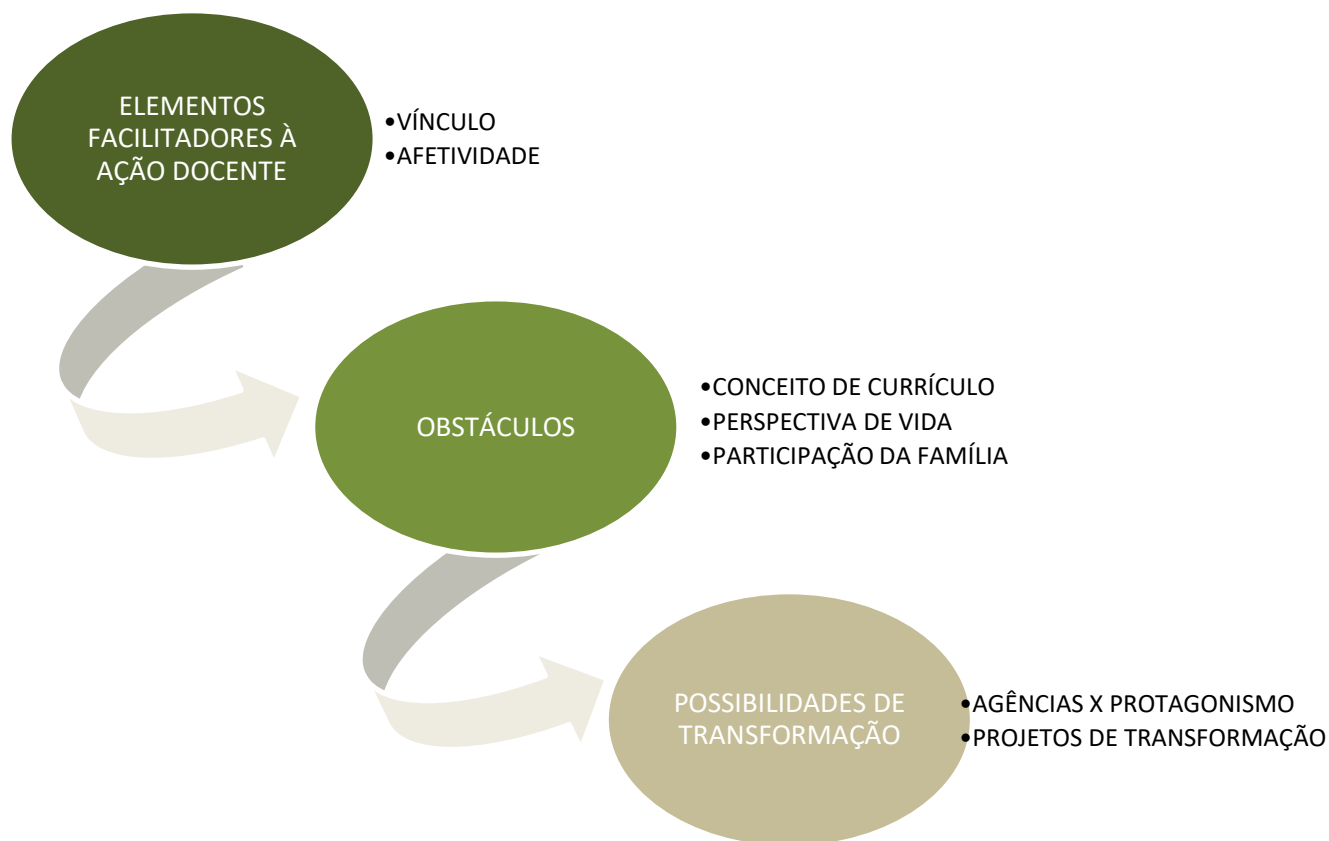 ELEMENTOS
FACILITADORES À
AÇÃO DOCENTE
•VÍNCULO
•AFETIVIDADE
OBSTÁCULOS
•CONCEITO DE CURRÍCULO
•PERSPECTIVA DE VIDA
•PARTICIPAÇÃO DA FAMÍLIA
POSSIBILIDADES DE
TRANSFORMAÇÃO
•AGÊNCIAS X PROTAGONISMO
•PROJETOS DE TRANSFORMAÇÃO